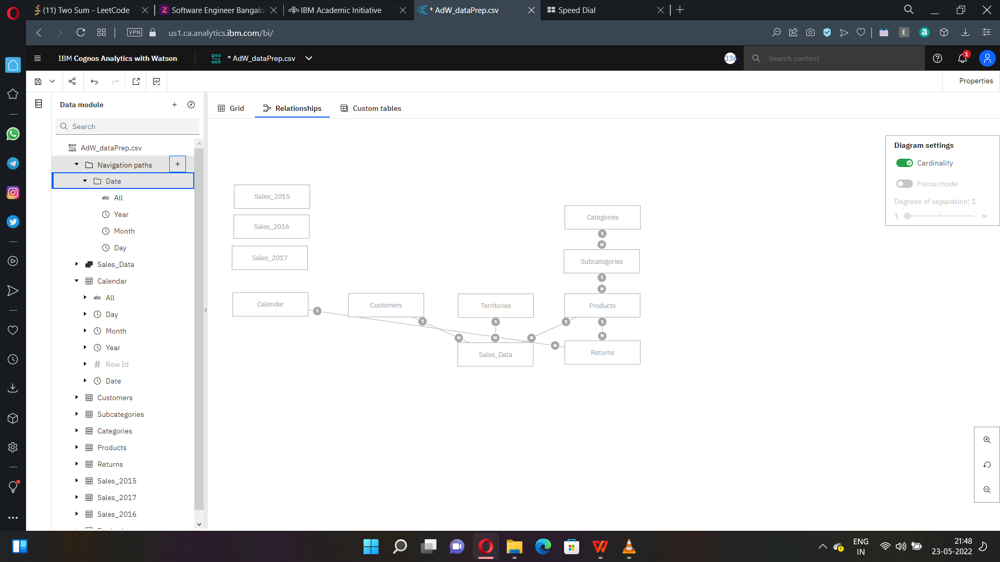 (11) Two Sum - LeetCode
Software Engineer Bangalo
IBM Academic Initiative
* AdW_dataPrep.csv
Speed Dial
VPN
us1.ca.analytics.ibm.com/bi/
E
a
IBM Cognos Analytics with Watson
* AdW_dataPrep.csv
336
Search content
1
Properties
Data module
Grid
Relationships
Custom tables
Search
AdW_dataPrep.csv
Navigation paths
Date
abc All
Year
Month
Day
Sales_Data
Calendar
abc All
Day
Month
Year
# Row Id
Date
Customers
Subcategories
Categories
Products
Returns
Sales_2015
Sales_2017
Sales_2016
Sales_2015
Sales_2016
Sales_2017
Categories
1
N
Subcategories
1
N
Calendar
Customers
Territories
Products
1
1
1
1
1
N
N
N
N
N
Sales_Data
Returns
Diagram settings
Cardinality
Focus mode
Degrees of separation: 1
1
∞
ENG
IN
21:48
23-05-2022